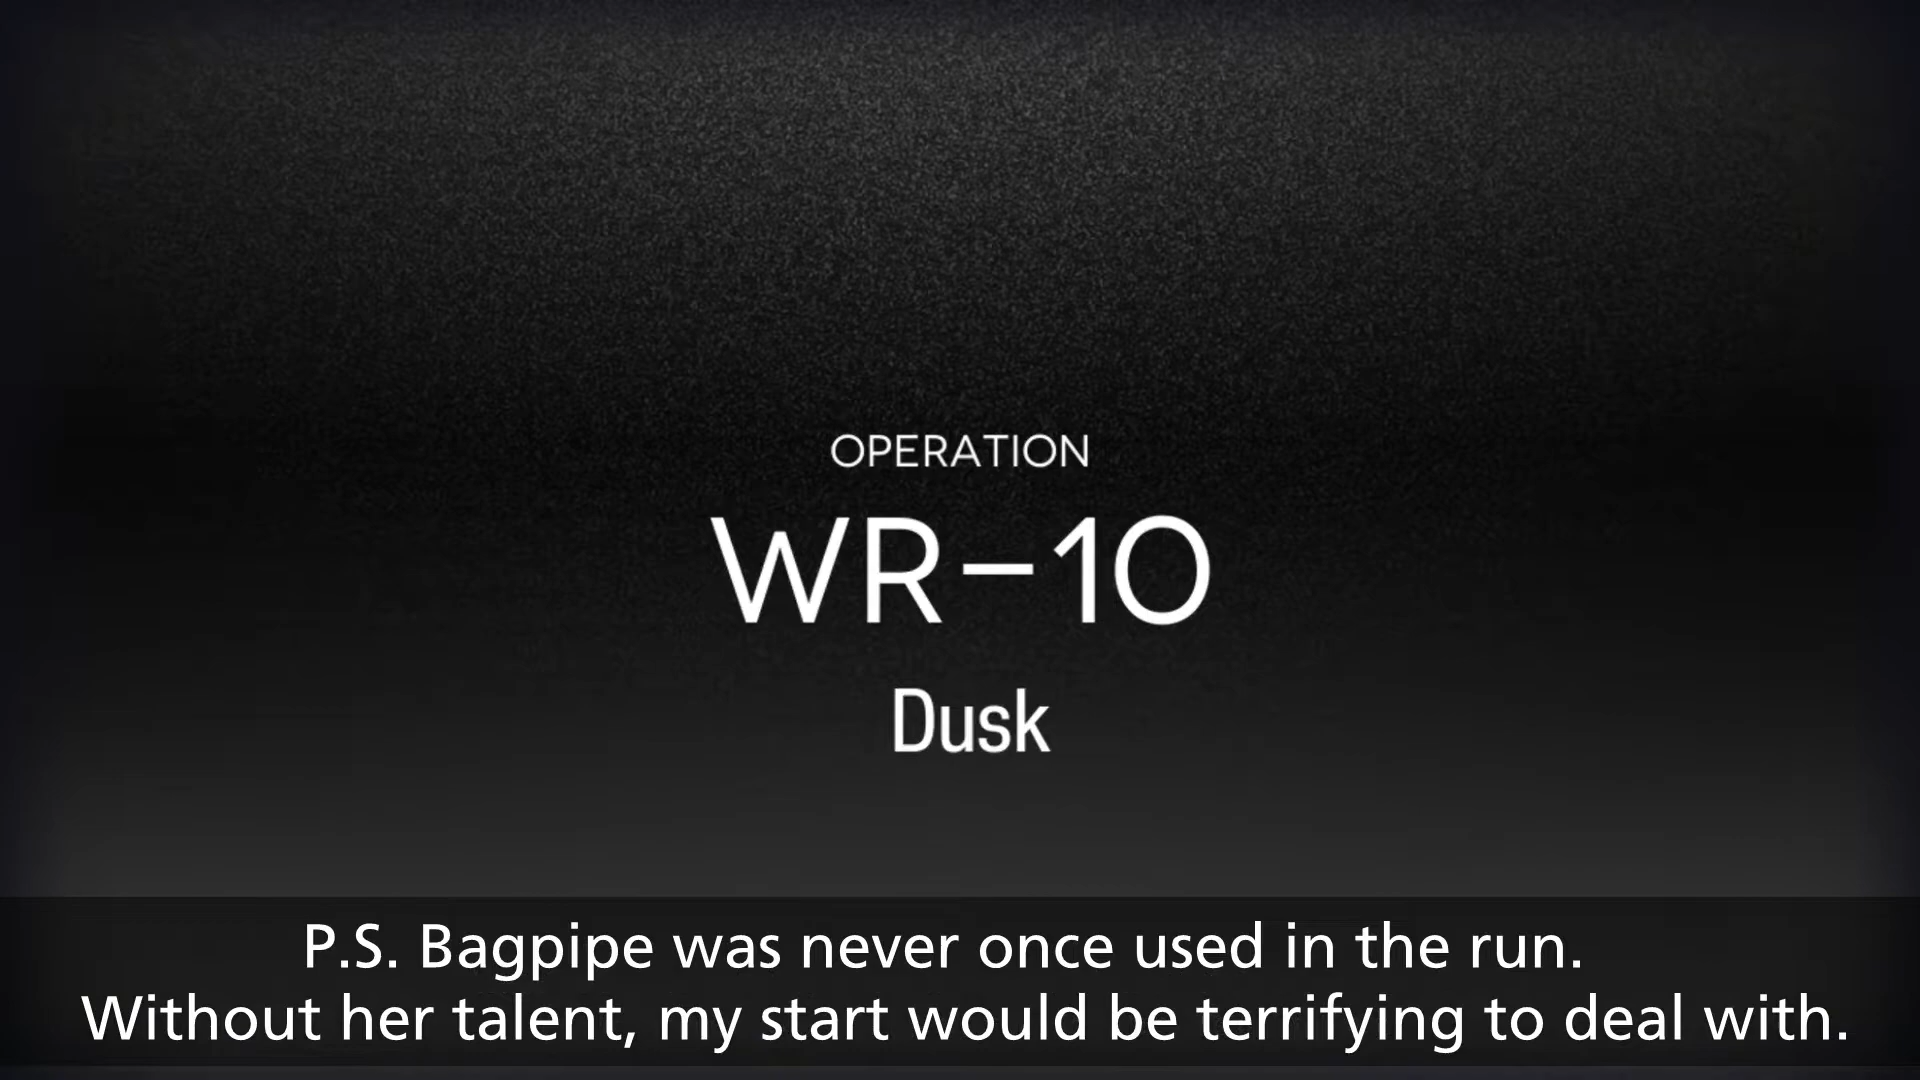 OPERATION
WR-10
Dusk
P.S. Bagpipe was never once used in the run.
Without her talent, my start would be terrifying to deal with.